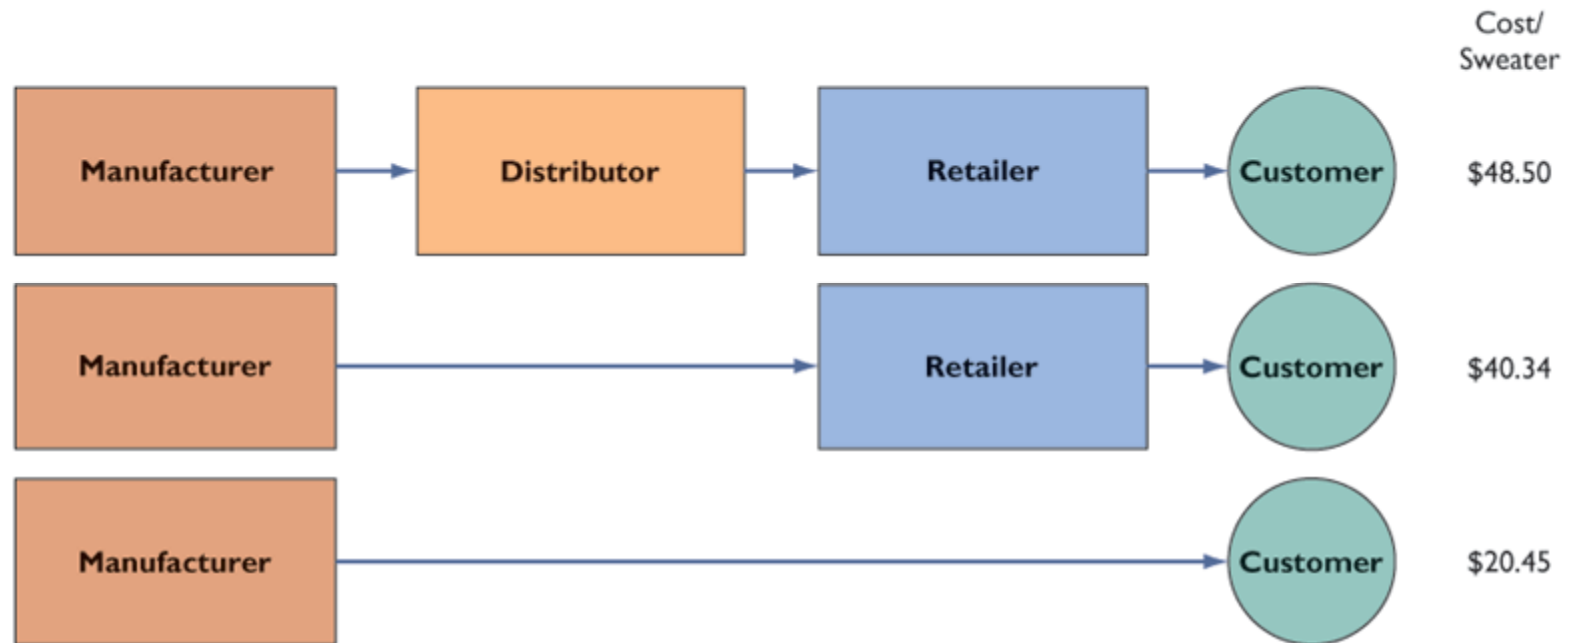 Cost/
Sweater
Manufacturer Distributor Retailer Customer $48.50
Manufacturer Retailer Customer $40.34
Manufacturer Customer $20.45